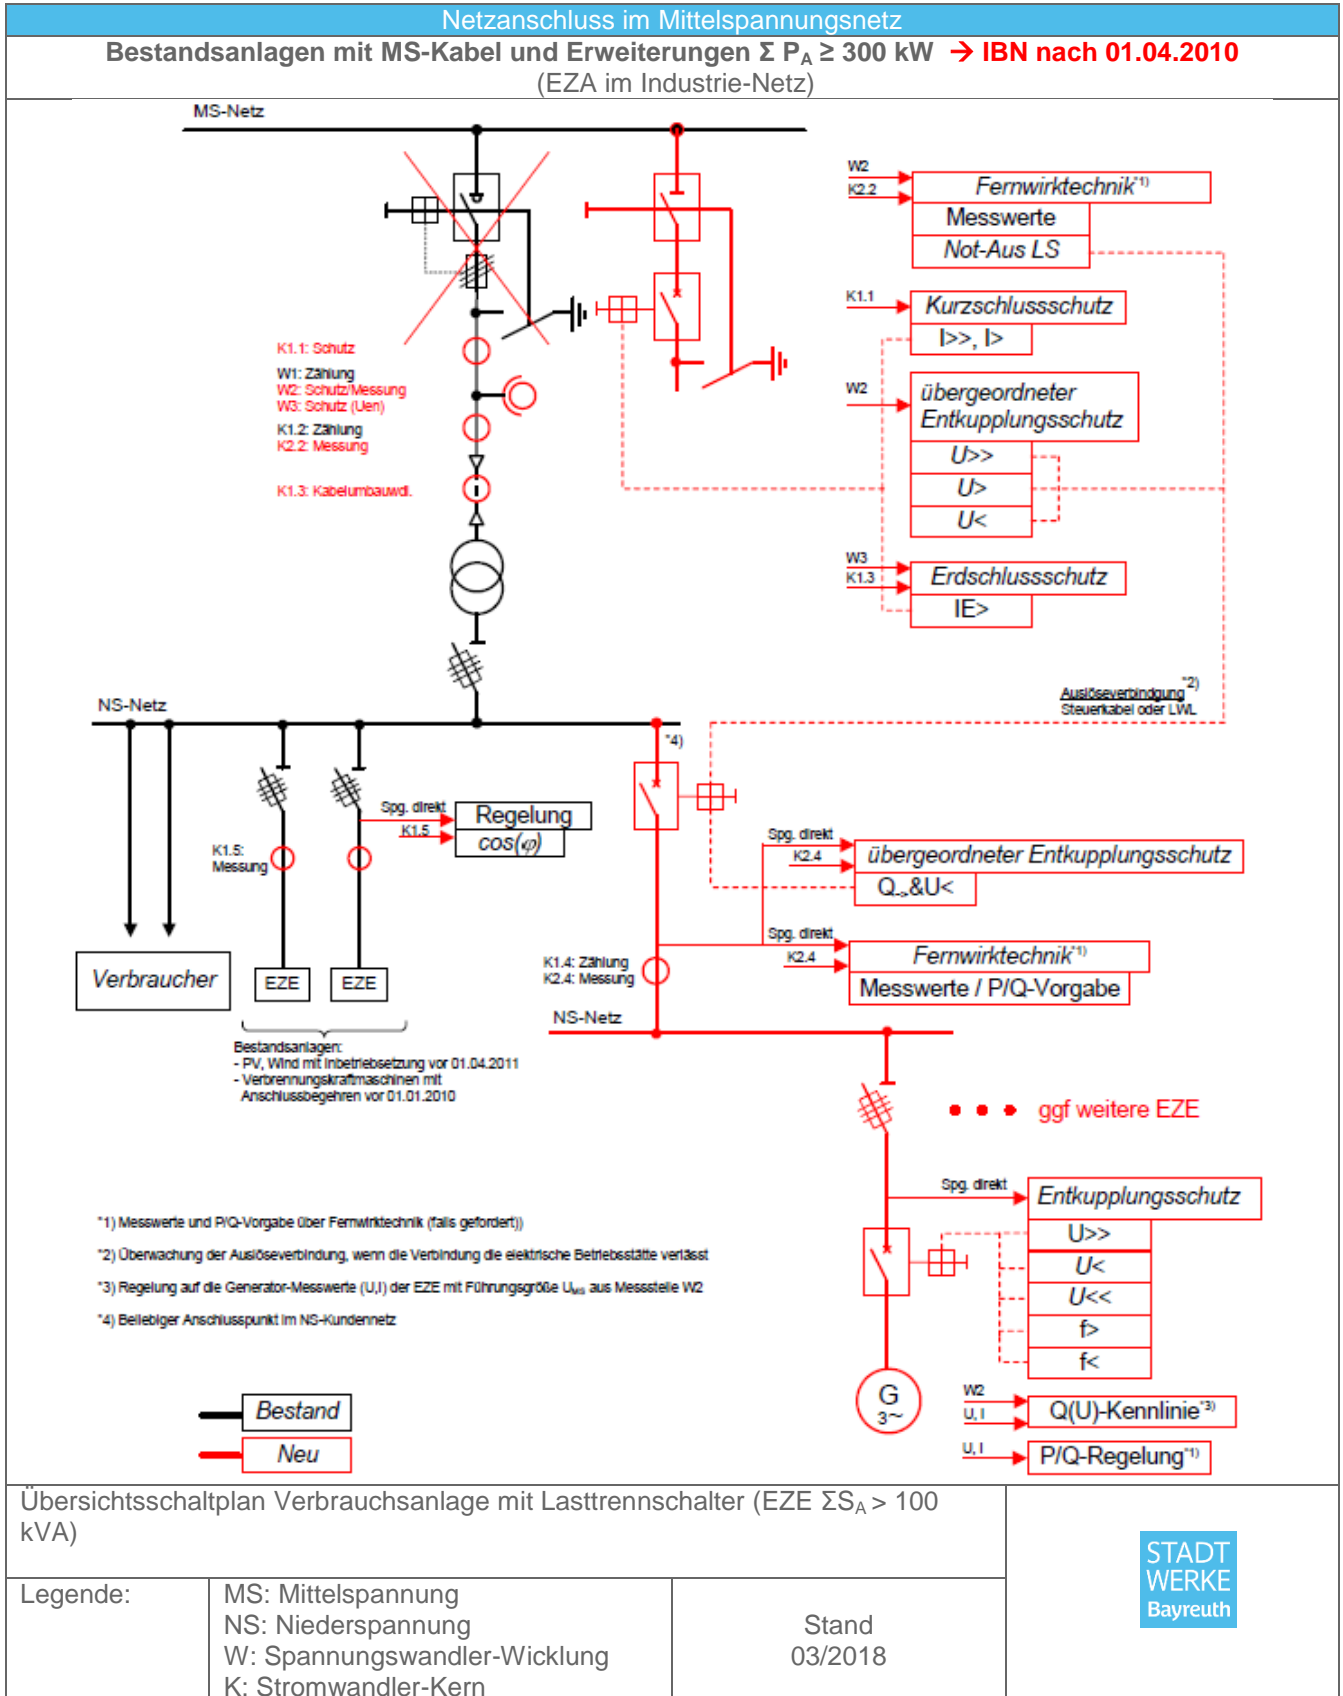 Netzanschluss im Mittelspannungsnetz
Bestandsanlagen mit MS-Kabel und Erweiterungen Σ PA ≥ 300 kW → IBN nach 01.04.2010
(EZA im Industrie-Netz)
MS-Netz
W2
K2.2
Fernwirktechnik*1)
Messwerte
Not-Aus LS
K1.1
Kurzschlussschutz
I>>, I>
K1.1: Schutz
W1: Zählung
W2: Schutz/Messung
W3: Schutz (Uen)
K1.2: Zählung
K2.2: Messung
K1.3: Kabelumbauwdl.
W2
übergeordneter
Entkupplungsschutz
U>>
U>
U<
W3
K1.3
Erdschlussschutz
IE>
Auslöseverbindgung*2)
Steuerkabel oder LWL
NS-Netz
*4)
Spg. direkt
K1.5
Regelung
cos(φ)
K1.5:
Messung
Spg. direkt
K2.4
übergeordneter Entkupplungsschutz
Q->&U<
Spg. direkt
K2.4
Fernwirktechnik*1)
Messwerte / P/Q-Vorgabe
K1.4: Zählung
K2.4: Messung
Verbraucher
EZE
EZE
NS-Netz
Bestandsanlagen:
- PV, Wind mit Inbetriebsetzung vor 01.04.2011
- Verbrennungskraftmaschinen mit
Anschlussbegehren vor 01.01.2010
ggf weitere EZE
Spg. direkt
Entkupplungsschutz
U>>
U<
U<<
f>
f<
*1) Messwerte und P/Q-Vorgabe über Fernwirktechnik (falls gefordert))
*2) Überwachung der Auslöseverbindung, wenn die Verbindung die elektrische Betriebsstätte verlässt
*3) Regelung auf die Generator-Messwerte (U,I) der EZE mit Führungsgröße UMS aus Messstelle W2
*4) Beliebiger Anschlusspunkt im NS-Kundennetz
G
3~
W2
U, I
Q(U)-Kennlinie*3)
U, I
P/Q-Regelung*1)
Bestand
Neu
Übersichtsschaltplan Verbrauchsanlage mit Lasttrennschalter (EZE ΣSA > 100
kVA)
STADT
WERKE
Bayreuth
Legende:
MS: Mittelspannung
NS: Niederspannung
W: Spannungswandler-Wicklung
K: Stromwandler-Kern
Stand
03/2018